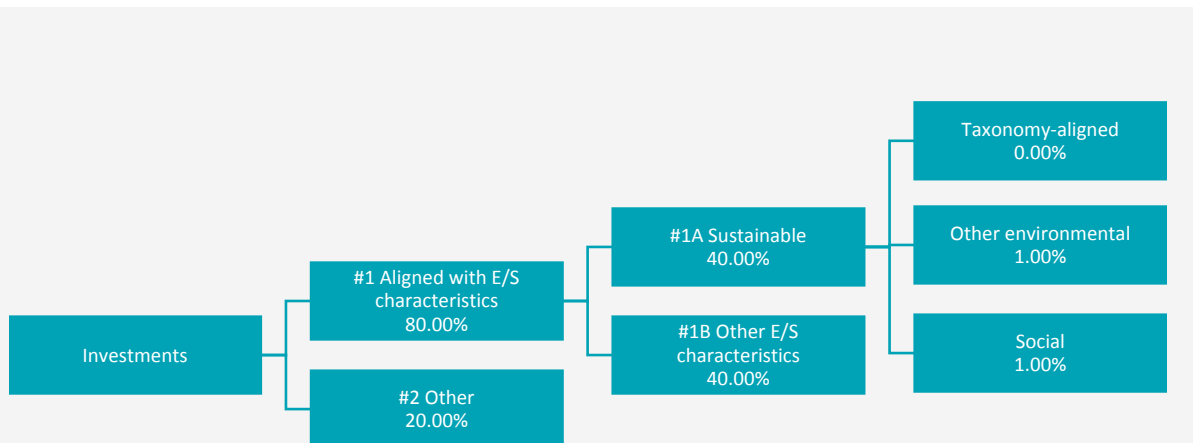 Investments
#1 Aligned with E/S
characteristics
80.00%
#2 Other
20.00%
#1A Sustainable
40.00%
#1B Other E/S
characteristics
40.00%
Taxonomy-aligned
0.00%
Other environmental
1.00%
Social
1.00%